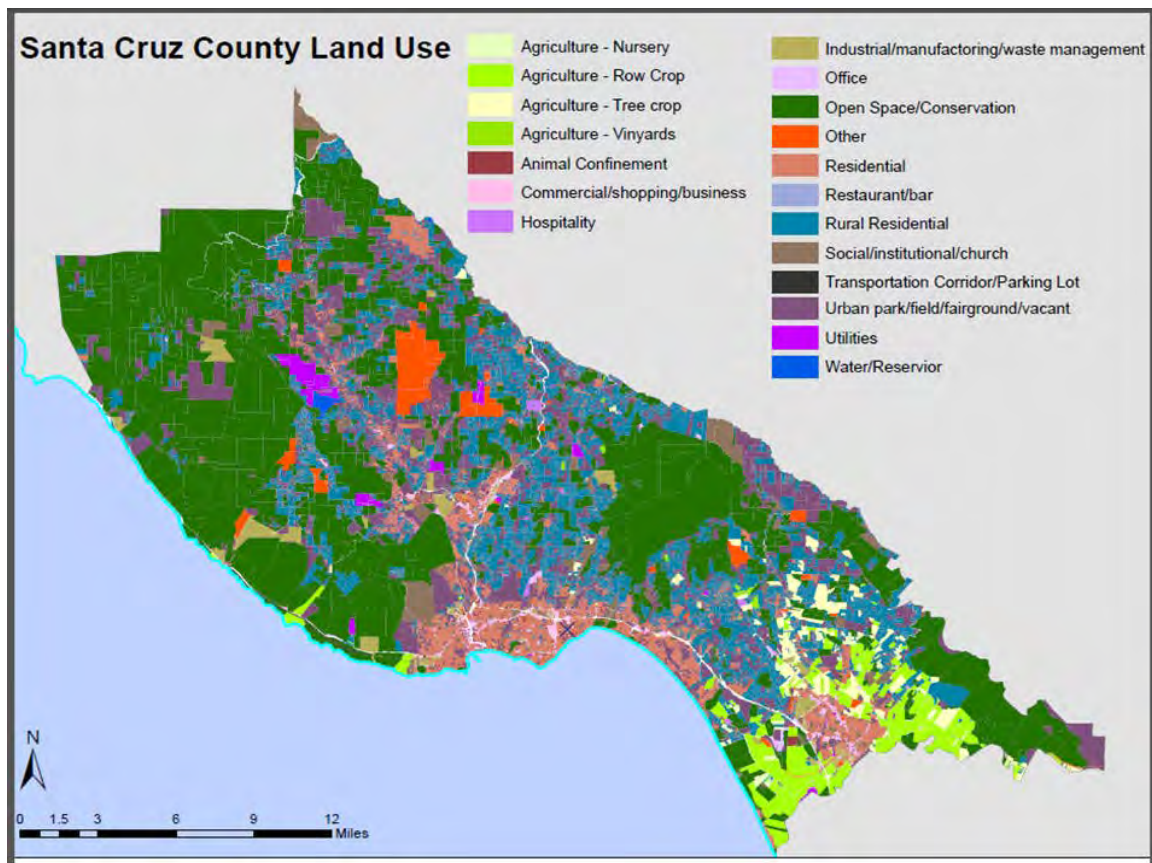 Santa Cruz County Land Use
Agriculture - Nursery
Agriculture - Row Crop
Agriculture - Tree crop
Agriculture - Vinyards
Animal Confinement
Commercial/shopping/business
Hospitality
Industrial/manufactoring/waste management
Office
Open Space/Conservation
Other
Residential
Restaurant/bar
Rural Residential
Social/institutional/church
Transportation Corridor/Parking Lot
Urban park/field/fairground/vacant
Utilities
Water/Reservior
N
0 1.5 3 6 9 12
Miles